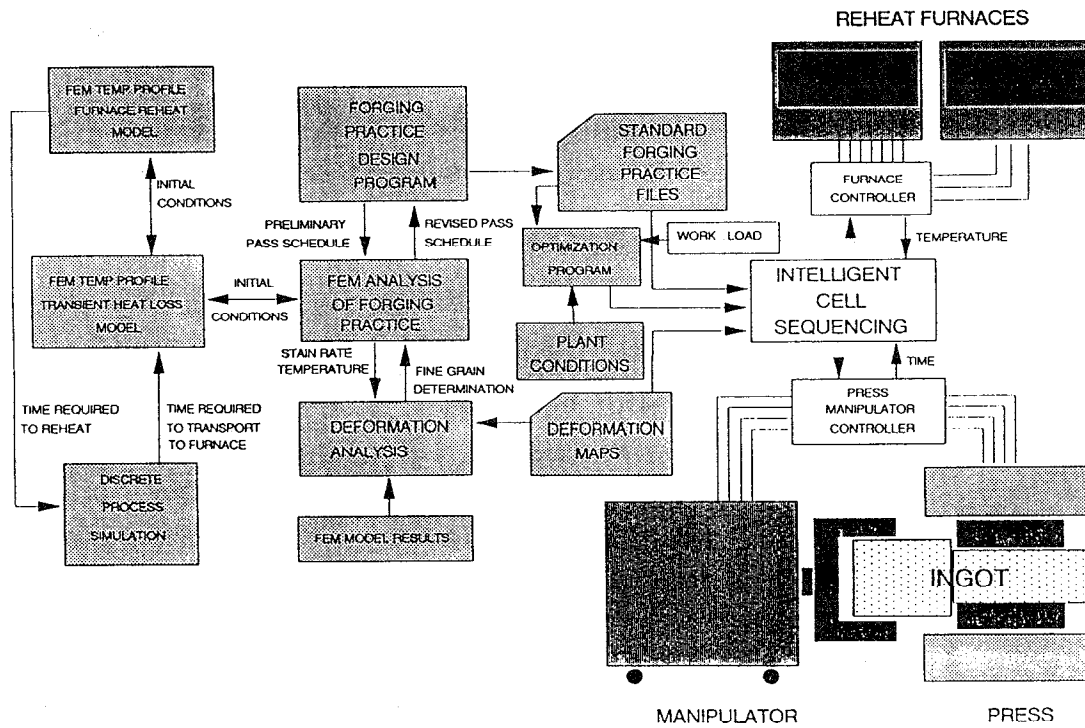 REHEAT FURNACES
FEM TEMP PROFILE
FURNACE REHEAT
MODEL
FORGING
PRACTICE
DESIGN
PROGRAM
STANDARD
FORGING
PRACTICE
FILES
FURNACE
CONTROLLER
INITIAL
CONDITIONS
PRELIMINARY
PASS SCHEDULE
REVISED PASS
SCHEDULE
OPTIMIZATION
PROGRAM
WORK LOAD
TEMPERATURE
FEM TEMP PROFILE
TRANSIENT HEAT LOSS
MODEL
INITIAL
CONDITIONS
FEM ANALYSIS
OF FORGING
PRACTICE
INTELLIGENT
CELL
SEQUENCING
PLANT
CONDITIONS
STAIN RATE
TEMPERATURE
FINE GRAIN
DETERMINATION
TIME
PRESS
MANIPULATOR
CONTROLLER
TIME REQUIRED
TO REHEAT
TIME REQUIRED
TO TRANSPORT
TO FURNACE
DEFORMATION
ANALYSIS
DEFORMATION
MAPS
DISCRETE
PROCESS
SIMULATION
FEM MODEL RESULTS
INGOT
MANIPULATOR
PRESS